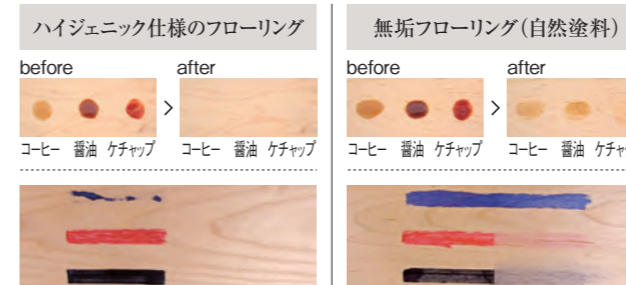 ハイジェニック仕様のフローリング
before
after
>
コーヒー 醤油 ケチャップ
コーヒー 醤油 ケチャップ
無垢フローリング(自然塗料)
before
after
>
コーヒー 醤油 ケチャップ
コーヒー 醤油 ケチャ